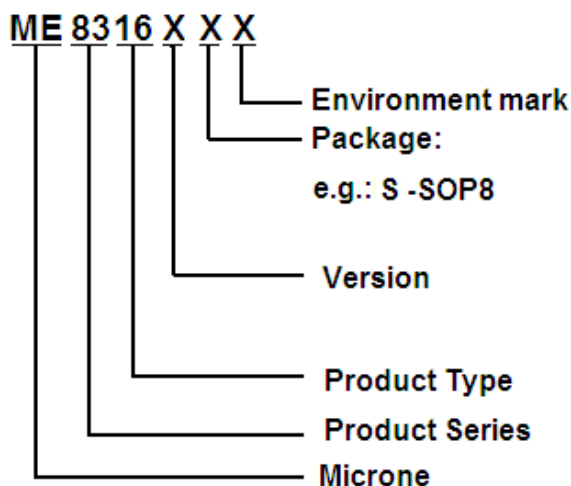 ME 83 16 X X X
Environment mark
Package:
e.g.: S -SOP8
Version
Product Type
Product Series
Microne